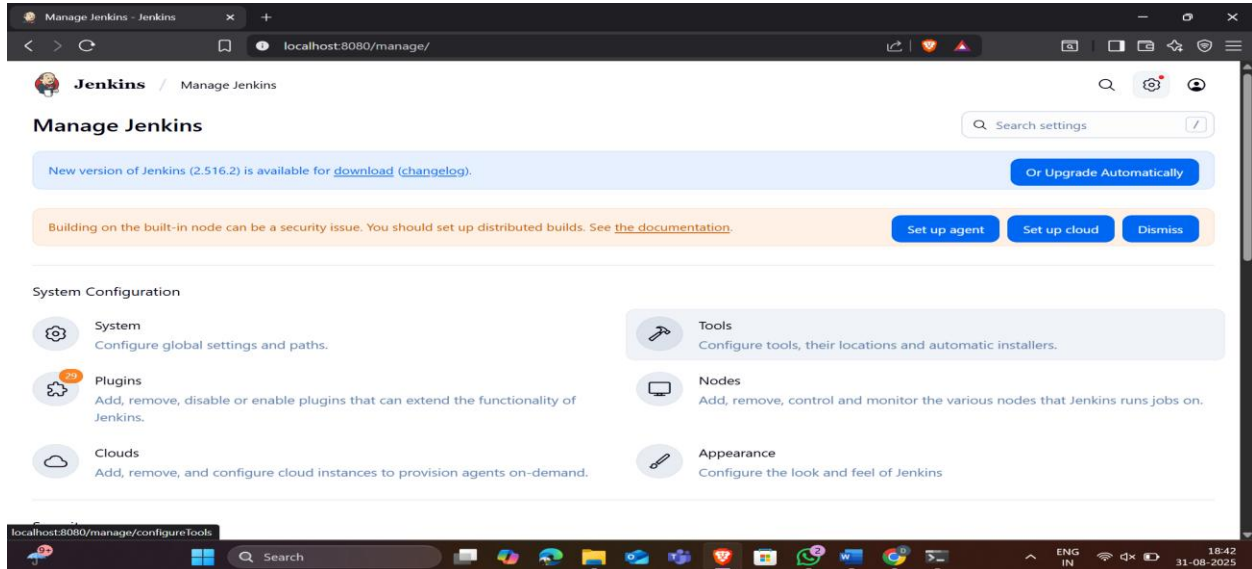 Manage Jenkins - Jenkins
localhost:8080/manage/
Jenkins / Manage Jenkins
Manage Jenkins
Search settings /
New version of Jenkins (2.516.2) is available for download (changelog).
Or Upgrade Automatically
Building on the built-in node can be a security issue. You should set up distributed builds. See the documentation.
Set up agent
Set up cloud
Dismiss
System Configuration
System
Configure global settings and paths.
Tools
Configure tools, their locations and automatic installers.
29
Plugins
Add, remove, disable or enable plugins that can extend the functionality of
Jenkins.
Nodes
Add, remove, control and monitor the various nodes that Jenkins runs jobs on.
Clouds
Add, remove, and configure cloud instances to provision agents on-demand.
Appearance
Configure the look and feel of Jenkins
localhost:8080/manage/configureTools
9+
Search
2
ENG
IN
18:42
31-08-2025